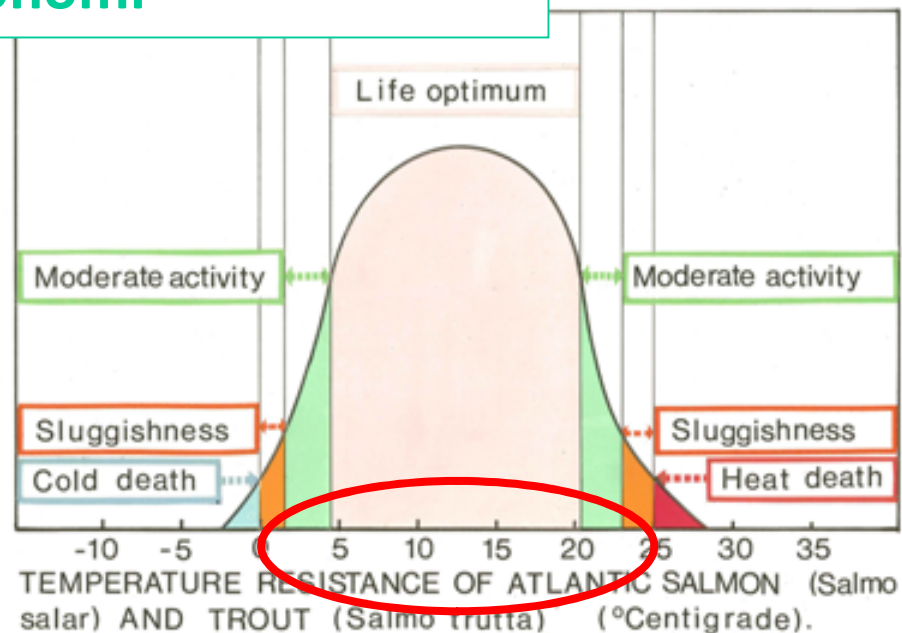 Life optimum
Moderate activity
Moderate activity
Sluggishness
Sluggishness
Cold death
Heat death
-10 -5 0 5 10 15 20 25 30 35
TEMPERATURE RESISTANCE OF ATLANTIC SALMON (Salmo
salar) AND TROUT (Salmo trutta) (°Centigrade).